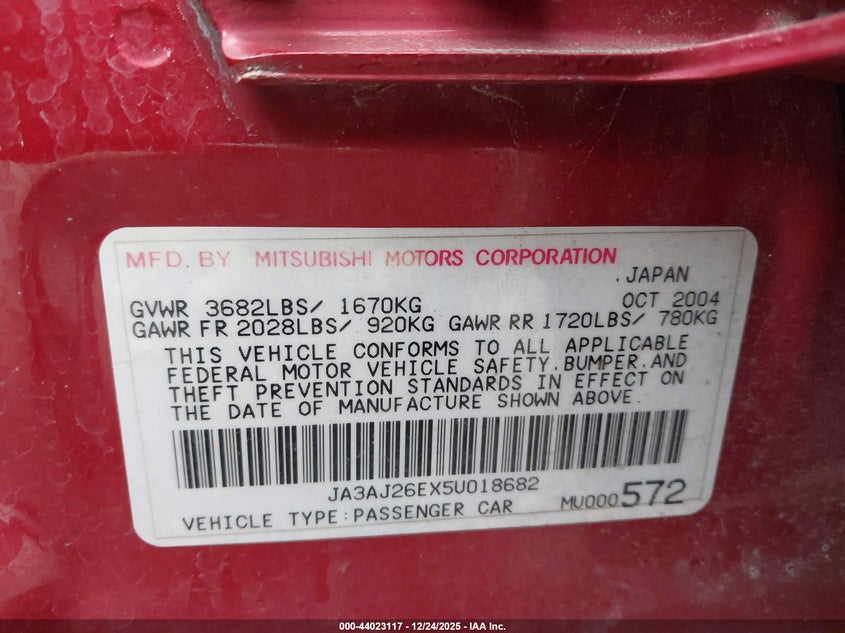 MFD. BY MITSUBISHI MOTORS CORPORATION
.JAPAN
GVWR 3682LBS/ 1670KG OCT 2004
GAWR FR 2028LBS/ 920KG GAWR RR 1720LBS/ 780KG
THIS VEHICLE CONFORMS TO ALL APPLICABLE
FEDERAL MOTOR VEHICLE SAFETY.BUMPER.AND
THEFT PREVENTION STANDARDS IN EFFECT ON
THE DATE OF MANUFACTURE SHOWN ABOVE.
JA3AJ26EX5U018682
VEHICLE TYPE:PASSENGER CAR MU000572
000-44023117 - 12/24/2025 - IAA Inc.